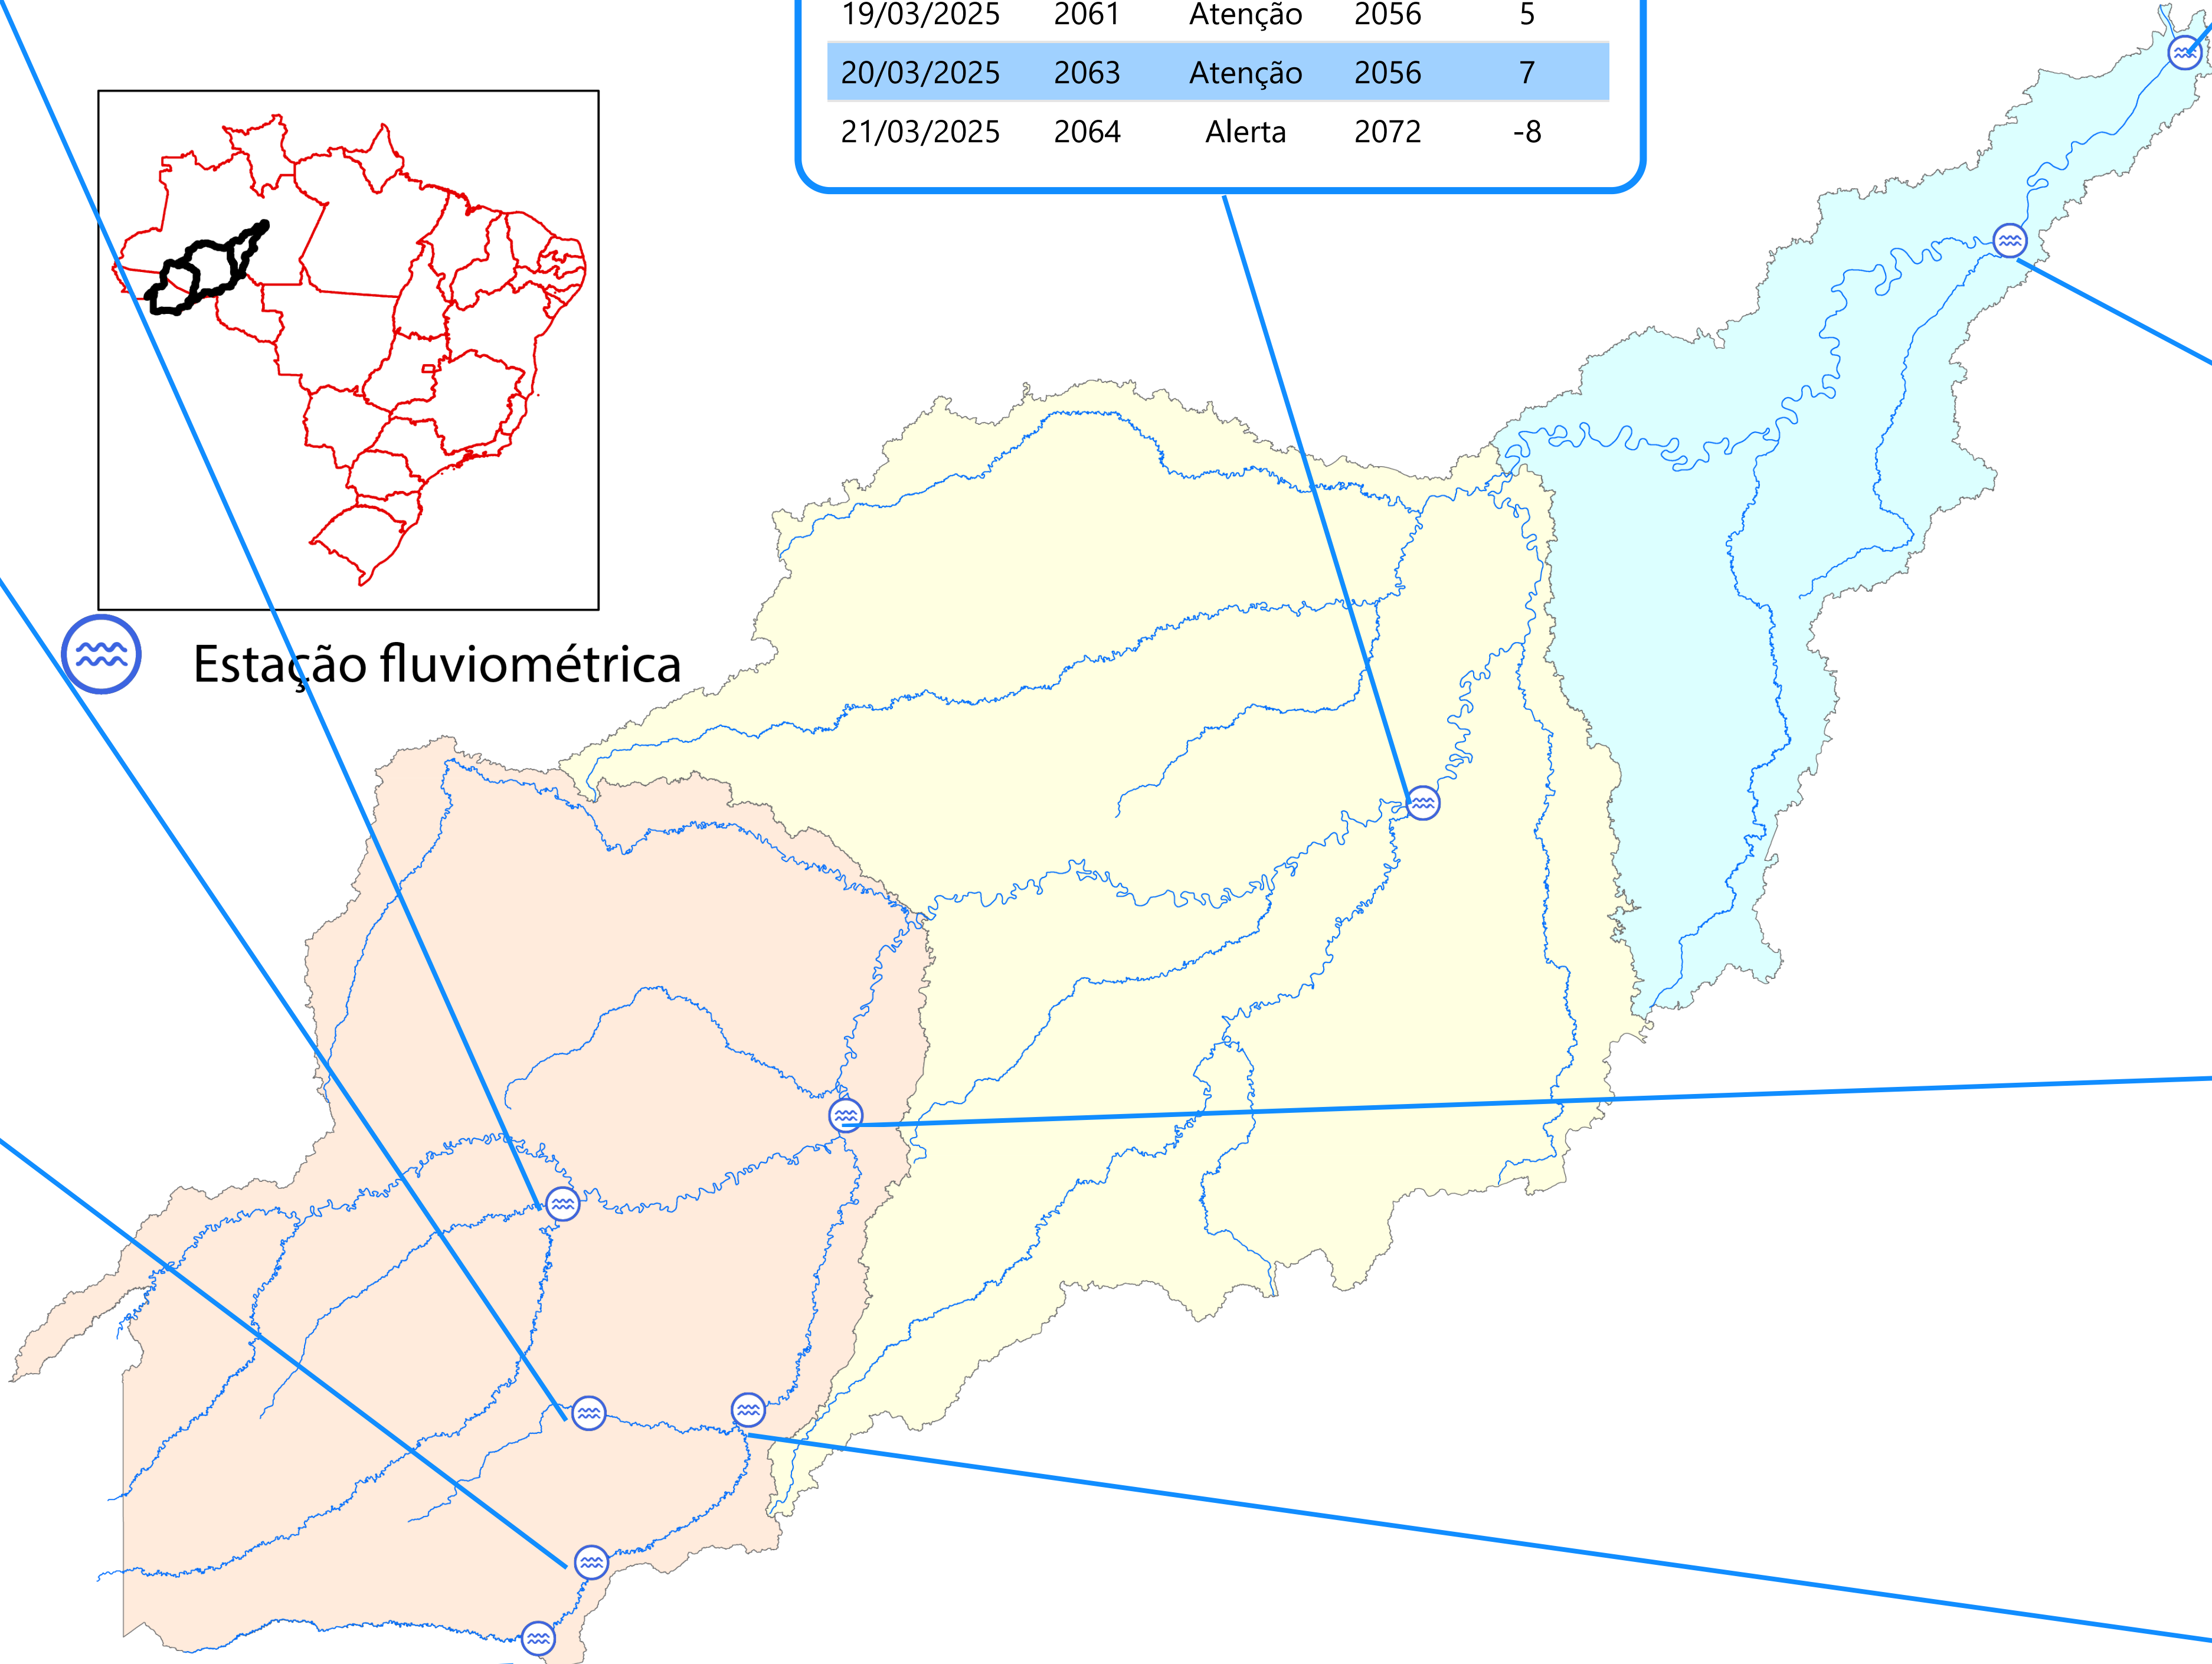 19/03/2025 2061 Atenção 2056 5
20/03/2025 2063 Atenção 2056 7
21/03/2025 2064 Alerta 2072 -8
Estação fluviométrica